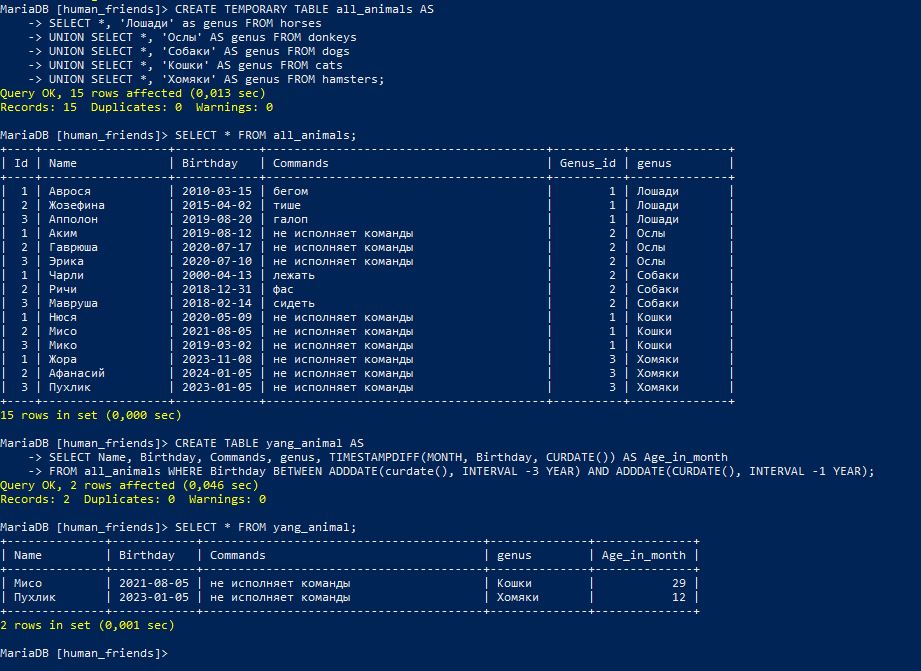 MariaDB [human_friends]> CREATE TEMPORARY TABLE all_animals AS
    -> SELECT *, 'Лошади' as genus FROM horses
    -> UNION SELECT *, 'Ослы' AS genus FROM donkeys
    -> UNION SELECT *, 'Собаки' AS genus FROM dogs
    -> UNION SELECT *, 'Кошки' AS genus FROM cats
    -> UNION SELECT *, 'Хомяки' AS genus FROM hamsters;
Query OK, 15 rows affected (0,013 sec)
Records: 15  Duplicates: 0  Warnings: 0

MariaDB [human_friends]> SELECT * FROM all_animals;
+----+------------------+------------+----------------------------------------+----------+--------------+
| Id | Name             | Birthday   | Commands                               | Genus_id | genus        |
+----+------------------+------------+----------------------------------------+----------+--------------+
|  1 | Аврося           | 2010-03-15 | бегом                                  |        1 | Лошади       |
|  2 | Жозефина         | 2015-04-02 | тише                                   |        1 | Лошади       |
|  3 | Апполон          | 2019-08-20 | галоп                                  |        1 | Лошади       |
|  1 | Аким             | 2019-08-12 | не исполняет команды                   |        2 | Ослы         |
|  2 | Гаврюша          | 2020-07-17 | не исполняет команды                   |        2 | Ослы         |
|  3 | Эрика            | 2020-07-10 | не исполняет команды                   |        2 | Ослы         |
|  1 | Чарли            | 2000-04-13 | лежать                                 |        2 | Собаки       |
|  2 | Ричи             | 2018-12-31 | фас                                    |        2 | Собаки       |
|  3 | Мавруша          | 2018-02-14 | сидеть                                 |        2 | Собаки       |
|  1 | Нюся             | 2020-05-09 | не исполняет команды                   |        1 | Кошки        |
|  2 | Мисо             | 2021-08-05 | не исполняет команды                   |        1 | Кошки        |
|  3 | Мико             | 2019-03-02 | не исполняет команды                   |        1 | Кошки        |
|  1 | Жора             | 2023-11-08 | не исполняет команды                   |        3 | Хомяки       |
|  2 | Афанасий         | 2024-01-05 | не исполняет команды                   |        3 | Хомяки       |
|  3 | Пухлик           | 2023-01-05 | не исполняет команды                   |        3 | Хомяки       |
+----+------------------+------------+----------------------------------------+----------+--------------+
15 rows in set (0,000 sec)

MariaDB [human_friends]> CREATE TABLE yang_animal AS
    -> SELECT Name, Birthday, Commands, genus, TIMESTAMPDIFF(MONTH, Birthday, CURDATE()) AS Age_in_month
    -> FROM all_animals WHERE Birthday BETWEEN ADDDATE(curdate(), INTERVAL -3 YEAR) AND ADDDATE(CURDATE(), INTERVAL -1 YEAR);
Query OK, 2 rows affected (0,046 sec)
Records: 2  Duplicates: 0  Warnings: 0

MariaDB [human_friends]> SELECT * FROM yang_animal;
+--------------+------------+----------------------------------------+--------------+--------------+
| Name         | Birthday   | Commands                               | genus        | Age_in_month |
+--------------+------------+----------------------------------------+--------------+--------------+
| Мисо         | 2021-08-05 | не исполняет команды                   | Кошки        |           29 |
| Пухлик       | 2023-01-05 | не исполняет команды                   | Хомяки       |           12 |
+--------------+------------+----------------------------------------+--------------+--------------+
2 rows in set (0,001 sec)

MariaDB [human_friends]>